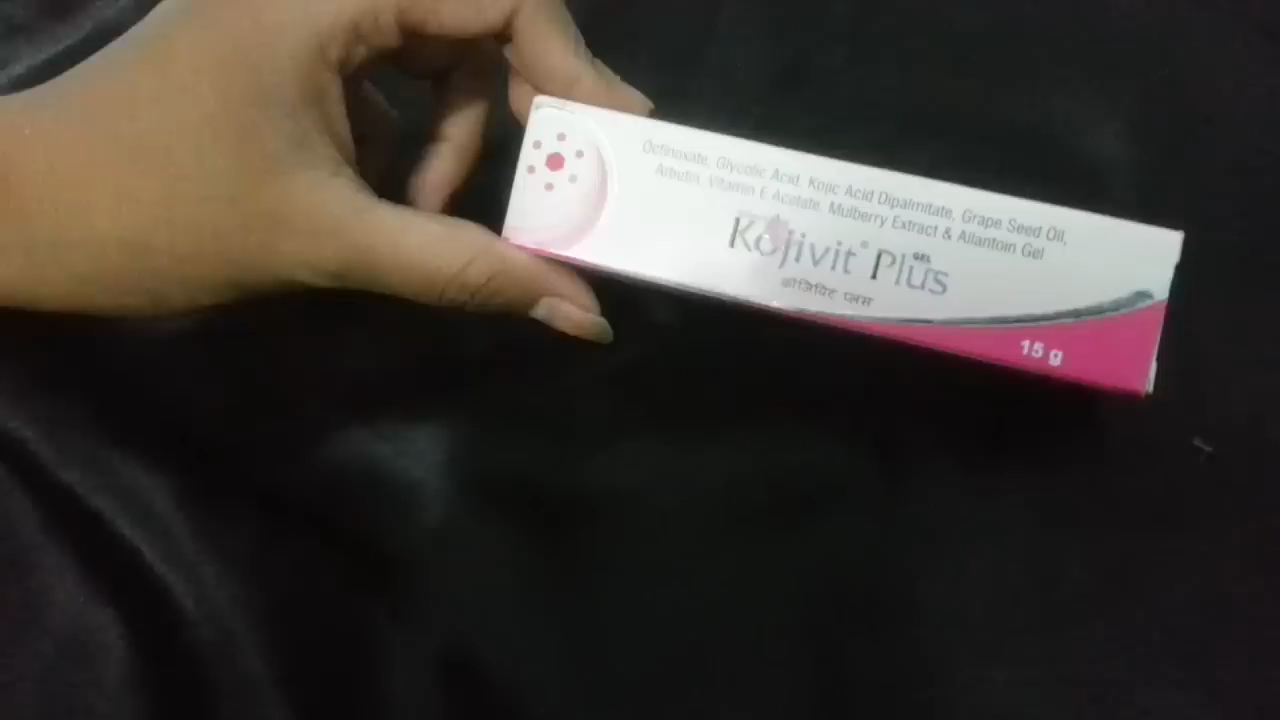 Octinoxate, Glycolic Acid, Kojic Acid Dipalmitate, Grape Seed Oil,
Arbutin, Vitamin E Acetate, Mulberry Extract & Allantoin Gel
Kojivit® Plus GEL
कोजिविट प्लस
15 g